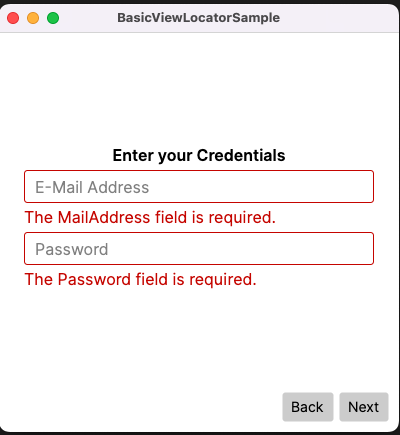 BasicViewLocatorSample
Enter your Credentials
E-Mail Address
The MailAddress field is required.
Password
The Password field is required.
Back Next